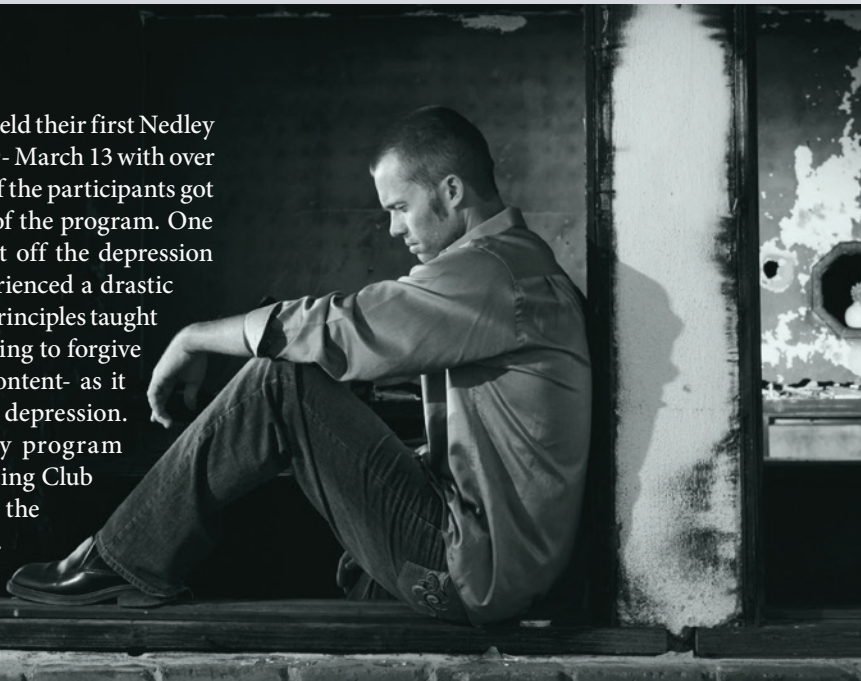 eld their first Nedley
- March 13 with over
f the participants got
of the program. One
t off the depression
rienced a drastic
rinciples taught
ing to forgive
ontent- as it
depression.
y program
ing Club
the
.